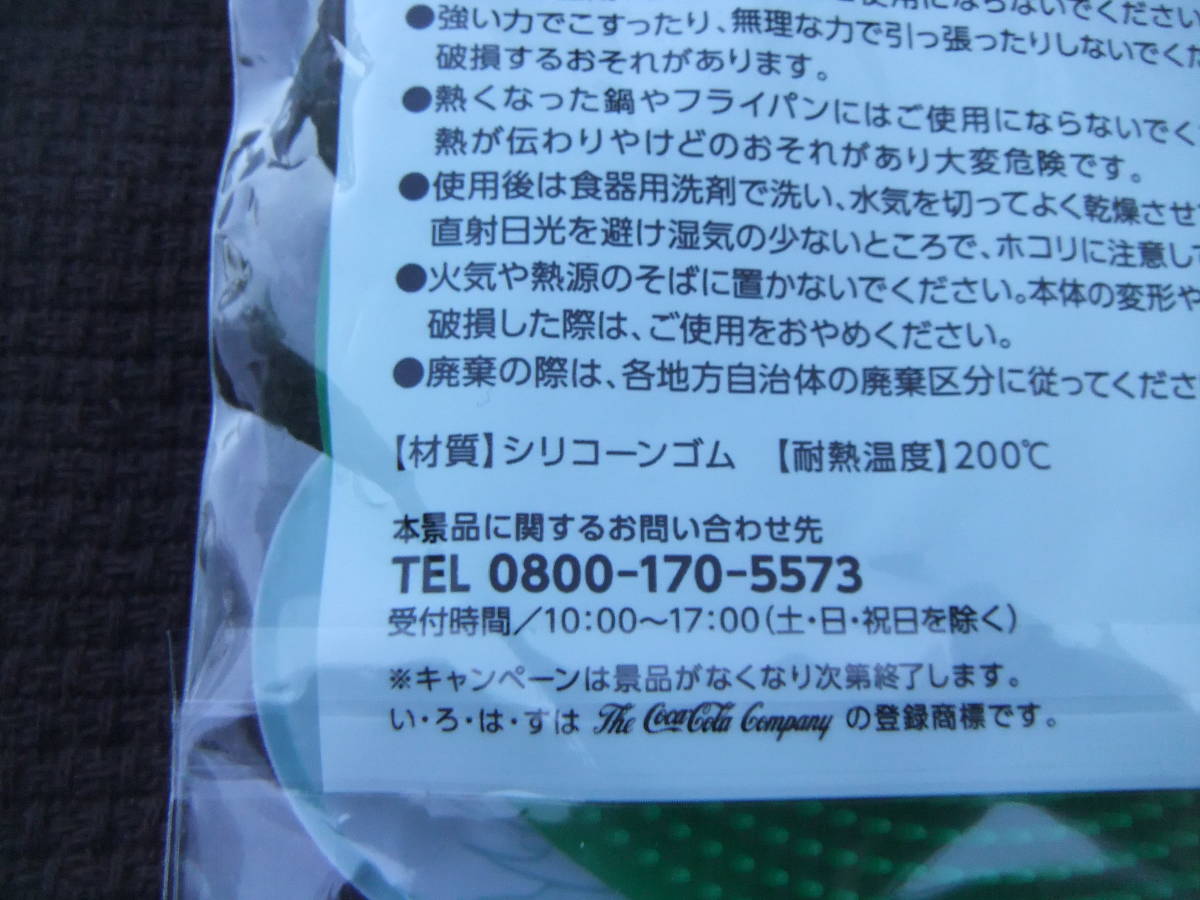 ご使用にならないでください
●強い力でこすったり、無理な力で引っ張ったりしないでくだ
破損するおそれがあります。
●熱くなった鍋やフライパンにはご使用にならないでく
熱が伝わりやけどのおそれがあり大変危険です。
●使用後は食器用洗剤で洗い、水気を切ってよく乾燥させ
直射日光を避け湿気の少ないところで、ホコリに注意して
●火気や熱源のそばに置かないでください。本体の変形や
破損した際は、ご使用をおやめください。
●廃棄の際は、各地方自治体の廃棄区分に従ってくださ
【材質】シリコーンゴム 【耐熱温度】200℃
本景品に関するお問い合わせ先
TEL 0800-170-5573
受付時間/10:00〜17:00(土・日・祝日を除く)
※キャンペーンは景品がなくなり次第終了します。
い・ろ・は・すは The Coca-Cola Company の登録商標です。